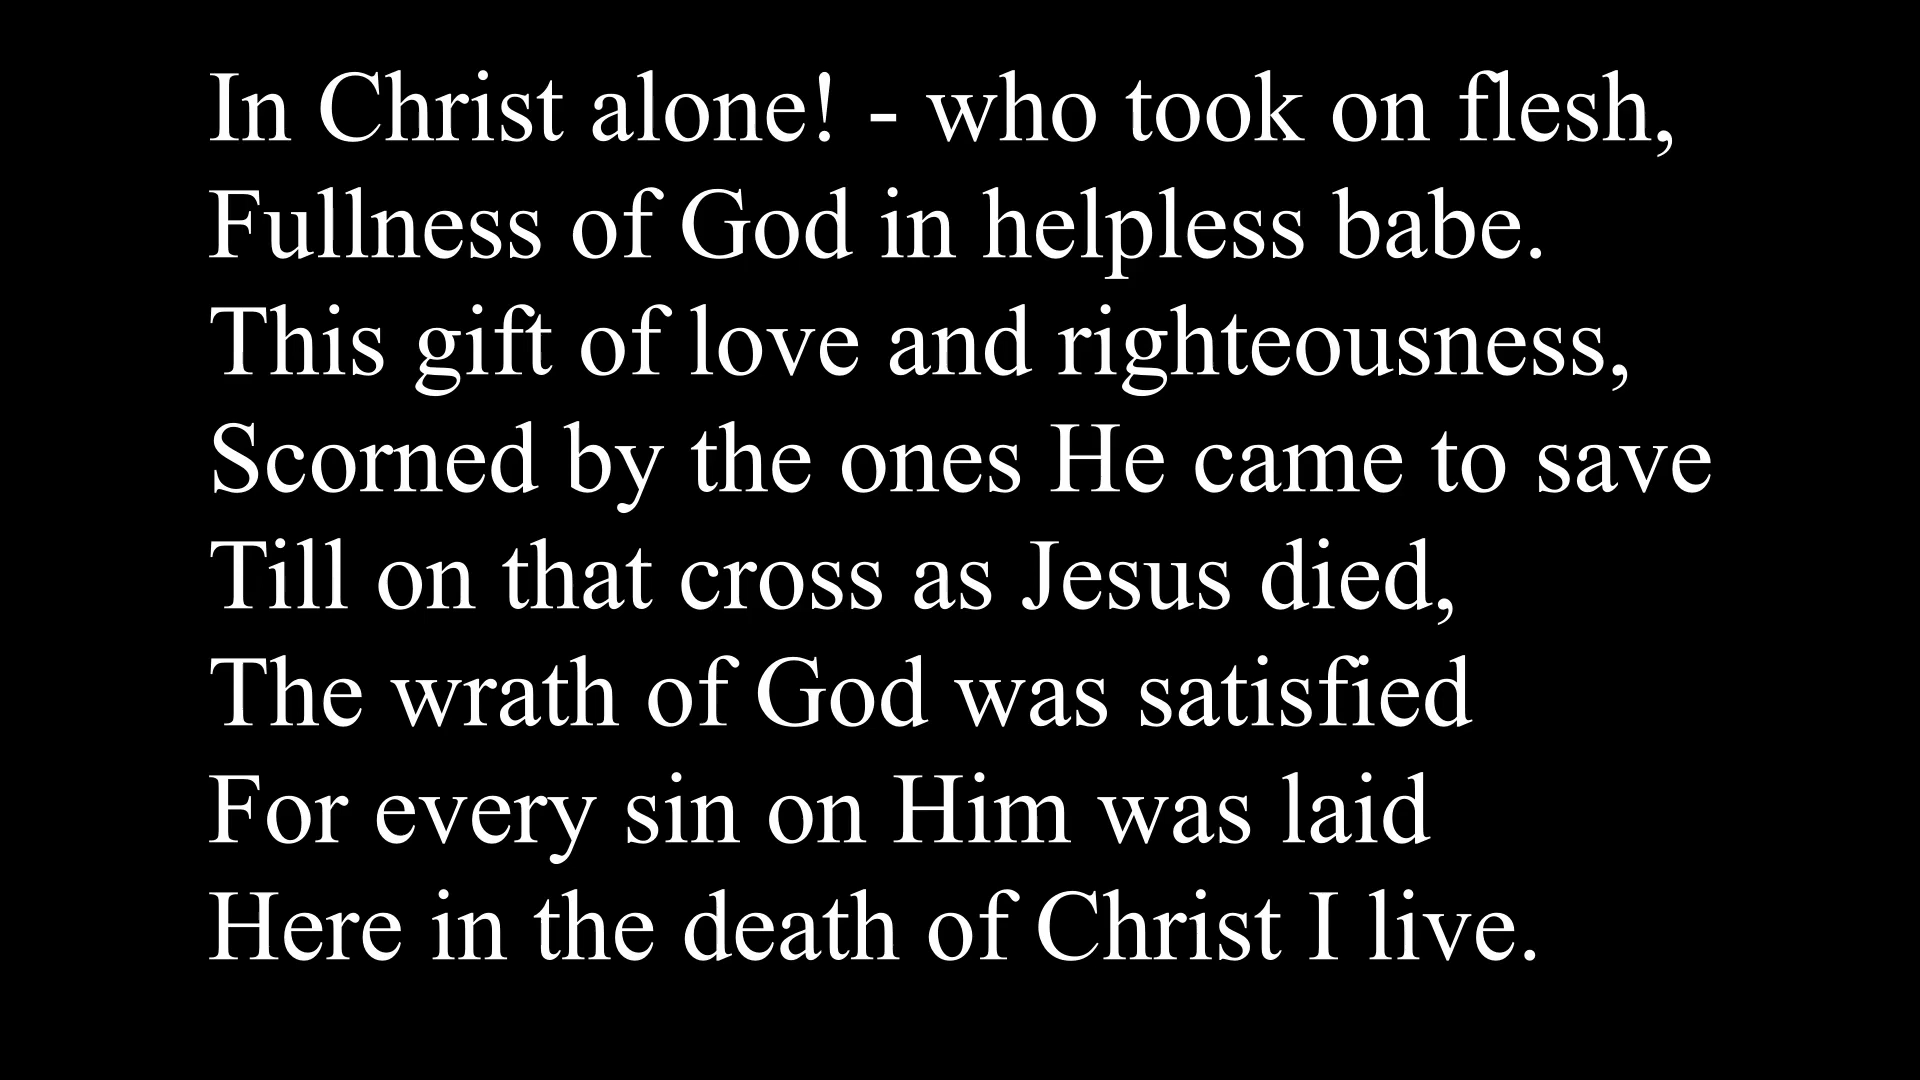 In Christ alone! - who took on flesh,
Fullness of God in helpless babe.
This gift of love and righteousness,
Scorned by the ones He came to save
Till on that cross as Jesus died,
The wrath of God was satisfied
For every sin on Him was laid
Here in the death of Christ I live.